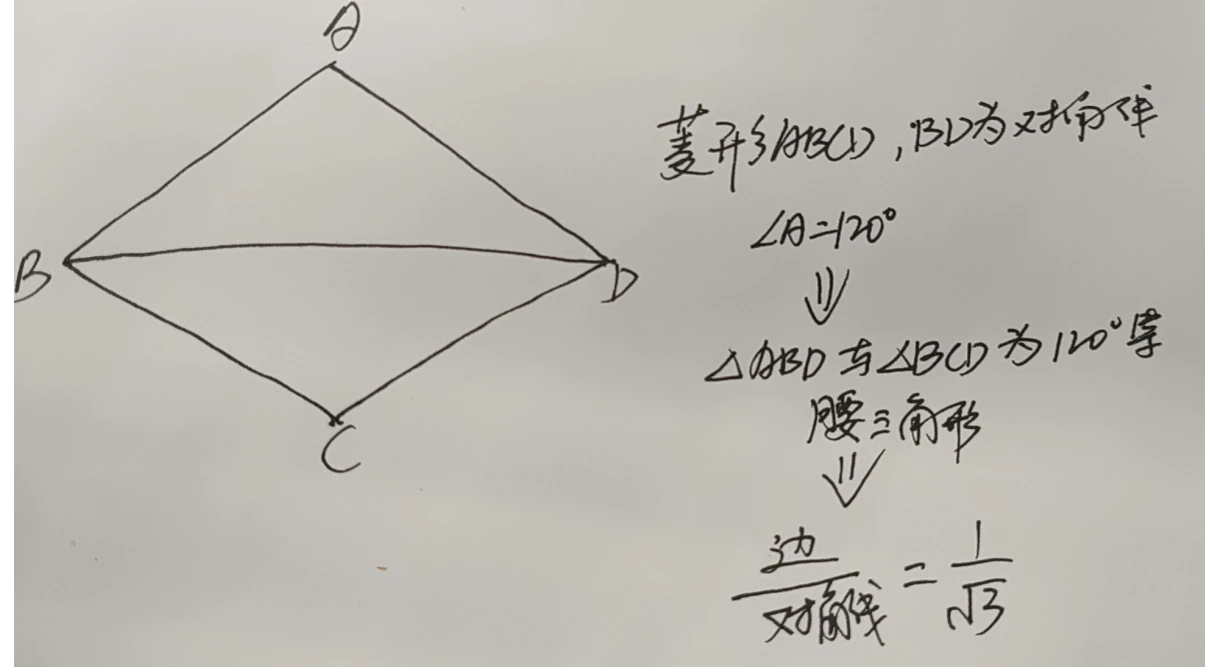 A
B
D
C
菱形ABCD,BD为对角线
∠A=120°
⇓
△ABD与△BCD为120°等
腰三角形
⇓
边/对角线=1/√3